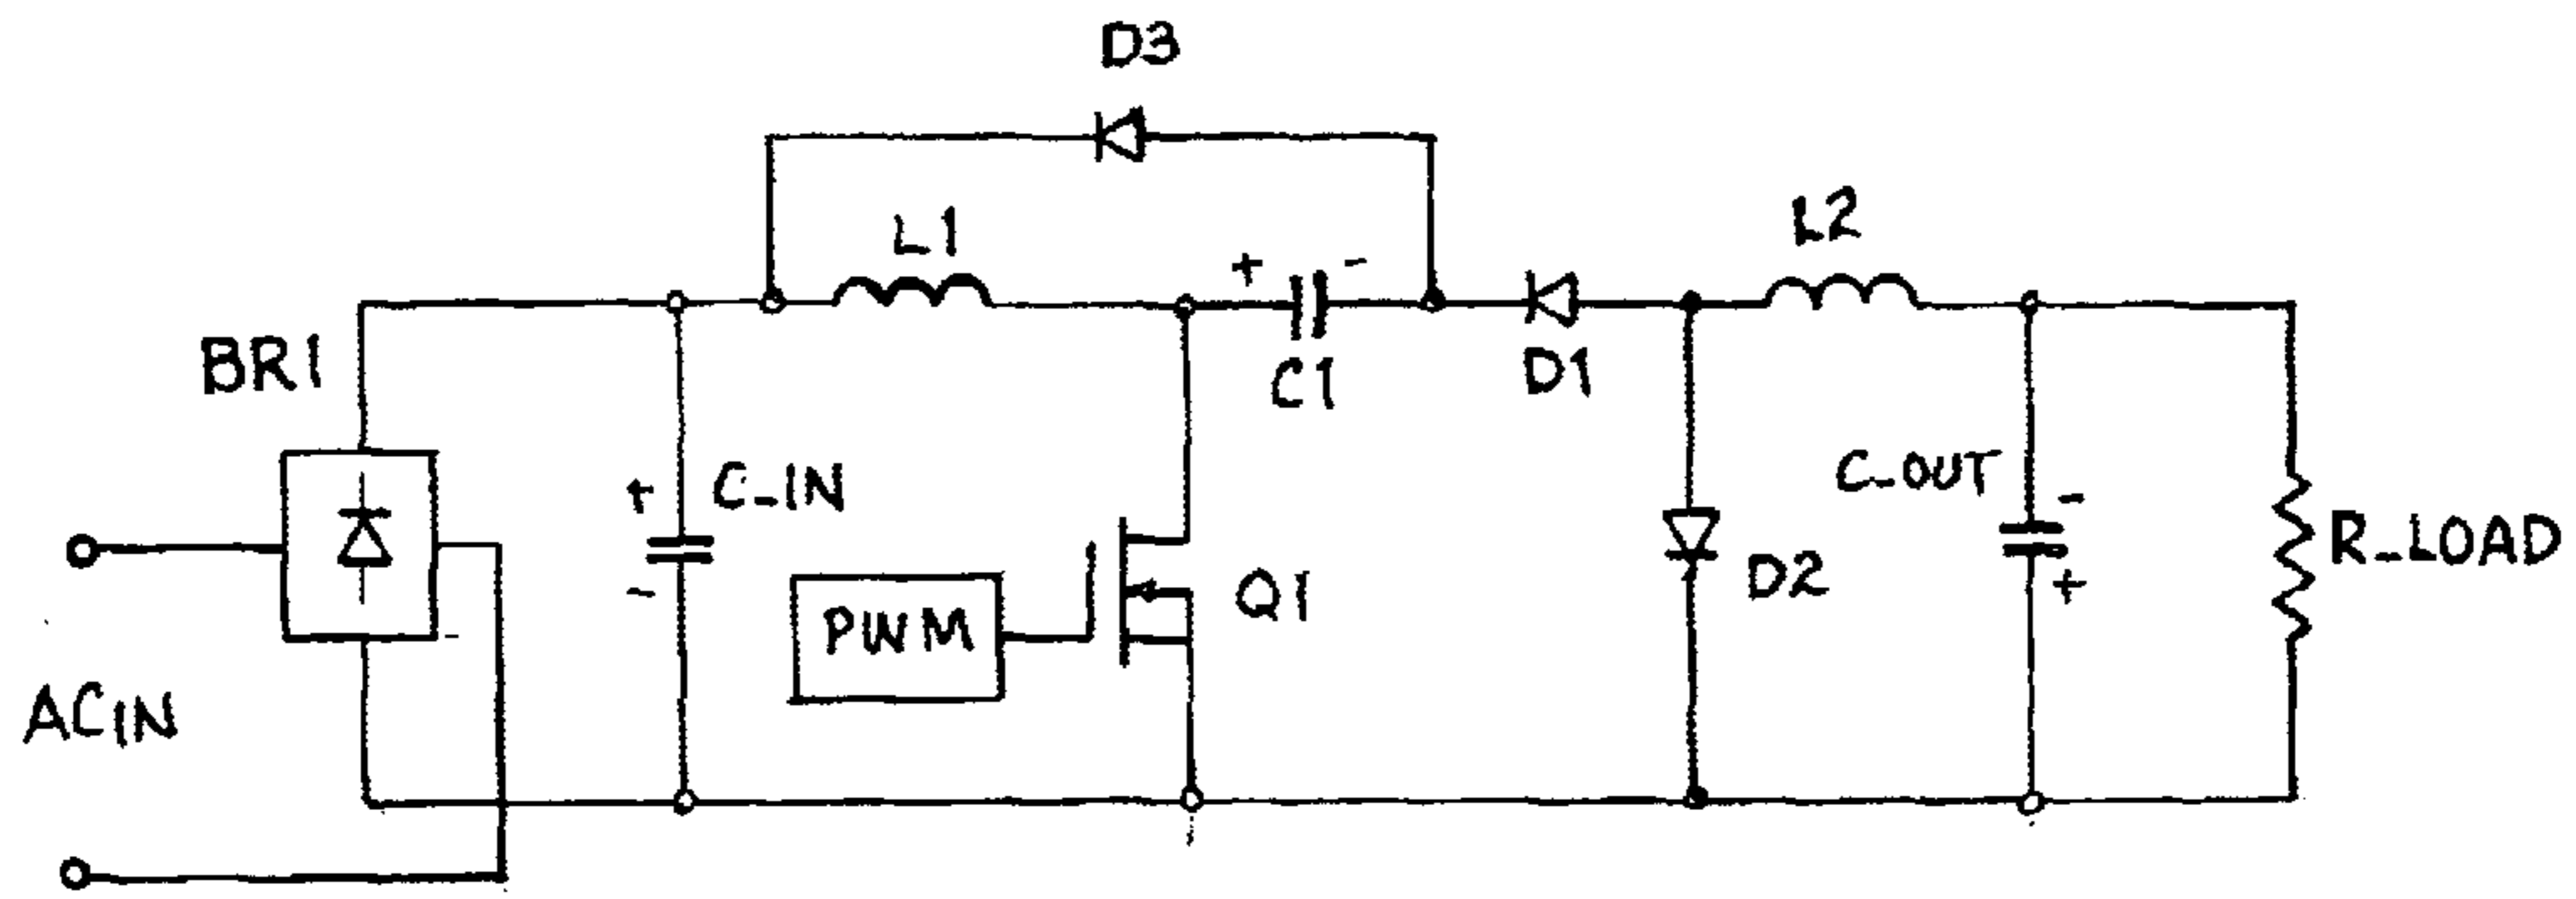 D3
L1
L2
+ -
BR1
C1
D1
+
C_IN
-
C_OUT
-
+
R_LOAD
PWM
Q1
D2
ACIN